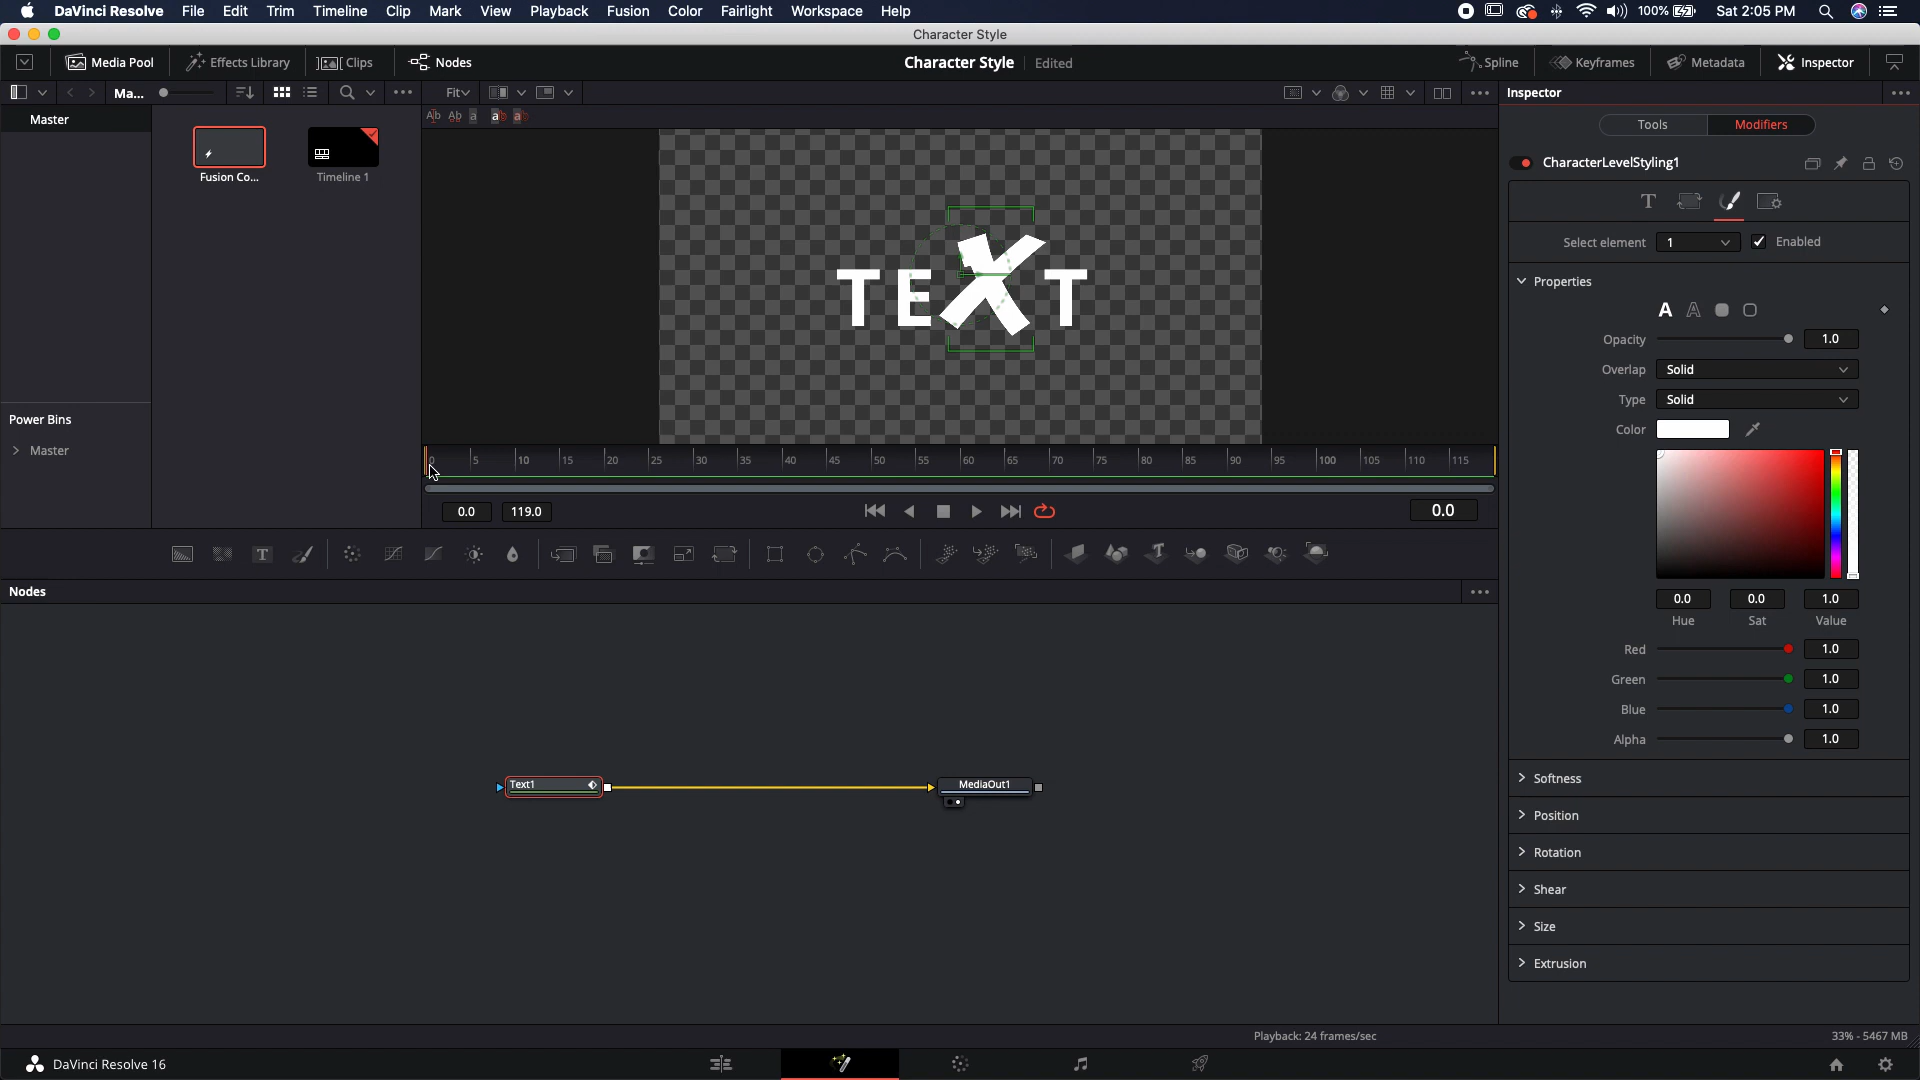 DaVinci Resolve File Edit Trim Timeline Clip Mark View Playback Fusion Color Fairlight Workspace Help 100% Sat 2:05 PM
Character Style
Media Pool Effects Library Clips Nodes Character Style Edited Spline Keyframes Metadata Inspector
Ma... Fit Inspector
Ab Ab a ab ab
Master
Tools Modifiers
Fusion Co... Timeline 1
CharacterLevelStyling1
T
Select element 1 Enabled
Properties
A A
TEXT
Opacity 1.0
Overlap Solid
Type Solid
Power Bins
Color
Master
0 5 10 15 20 25 30 35 40 45 50 55 60 65 70 75 80 85 90 95 100 105 110 115
0.0 119.0 0.0
T T
Nodes
0.0 0.0 1.0
Hue Sat Value
Red 1.0
Green 1.0
Blue 1.0
Alpha 1.0
Text1 MediaOut1
Softness
Position
Rotation
Shear
Size
Extrusion
Playback: 24 frames/sec 33% - 5467 MB
DaVinci Resolve 16